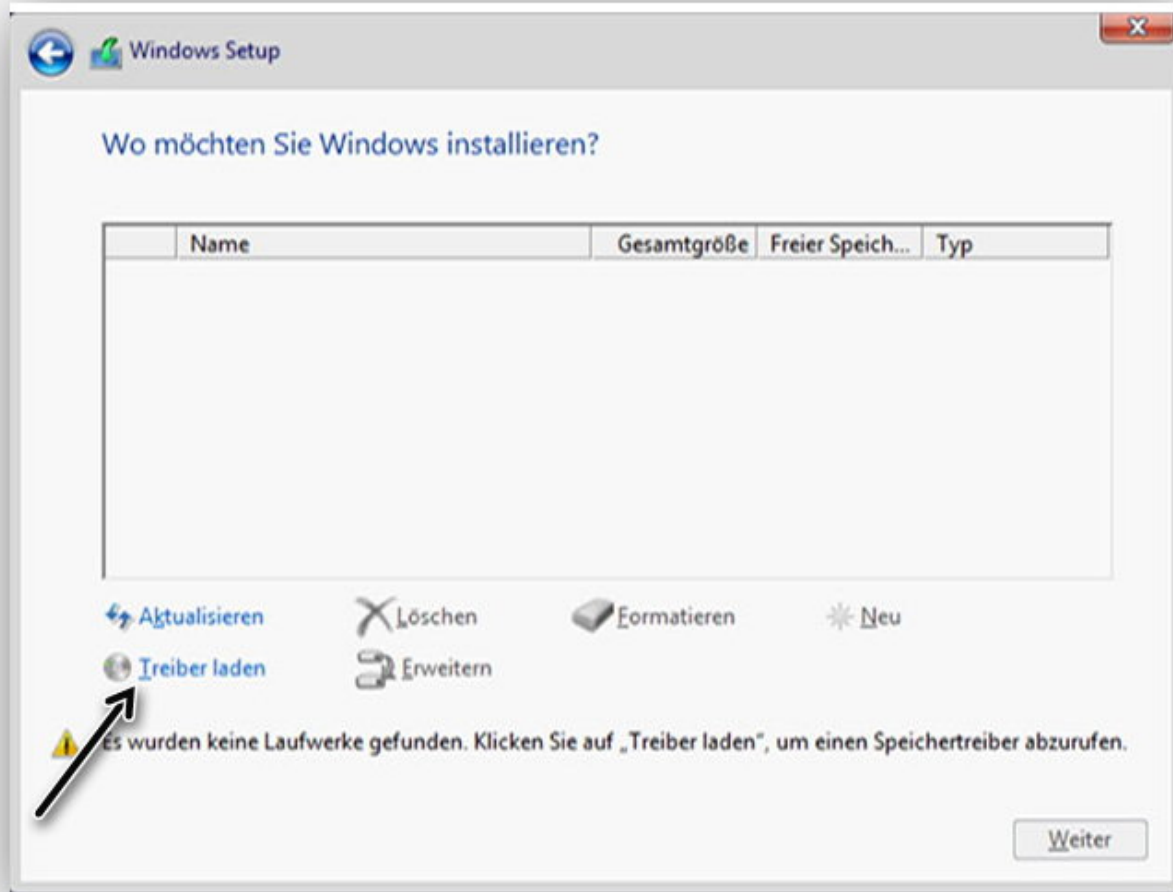 Windows Setup
Wo möchten Sie Windows installieren?
Name Gesamtgröße Freier Speich... Typ
Aktualisieren Löschen Formatieren Neu
Treiber laden Erweitern
Es wurden keine Laufwerke gefunden. Klicken Sie auf „Treiber laden“, um einen Speichertreiber abzurufen.
Weiter